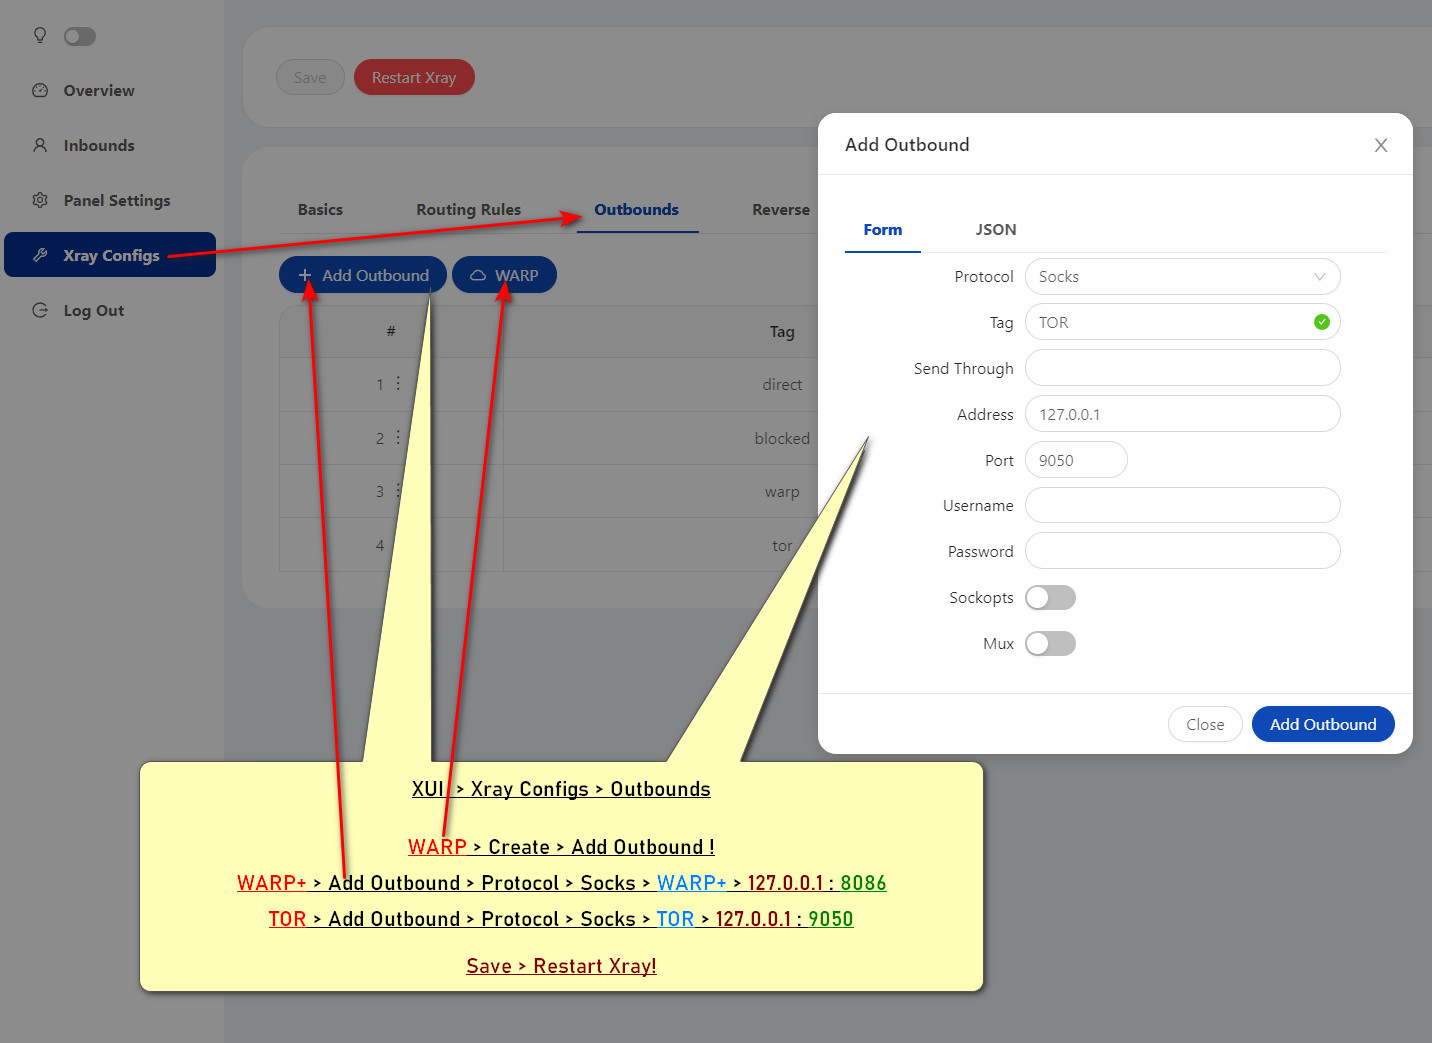 Overview
Inbounds
Panel Settings
Xray Configs
Log Out
Save
Restart Xray
Basics
Routing Rules
Outbounds
Reverse
+ Add Outbound
WARP
#
Tag
1
direct
2
blocked
3
warp
4
tor
Add Outbound
Form
JSON
Protocol
Socks
Tag
TOR
Send Through
Address
127.0.0.1
Port
9050
Username
Password
Sockopts
Mux
Close
Add Outbound
XUI > Xray Configs > Outbounds
WARP > Create > Add Outbound !
WARP+ > Add Outbound > Protocol > Socks > WARP+ > 127.0.0.1 : 8086
TOR > Add Outbound > Protocol > Socks > TOR > 127.0.0.1 : 9050
Save > Restart Xray!